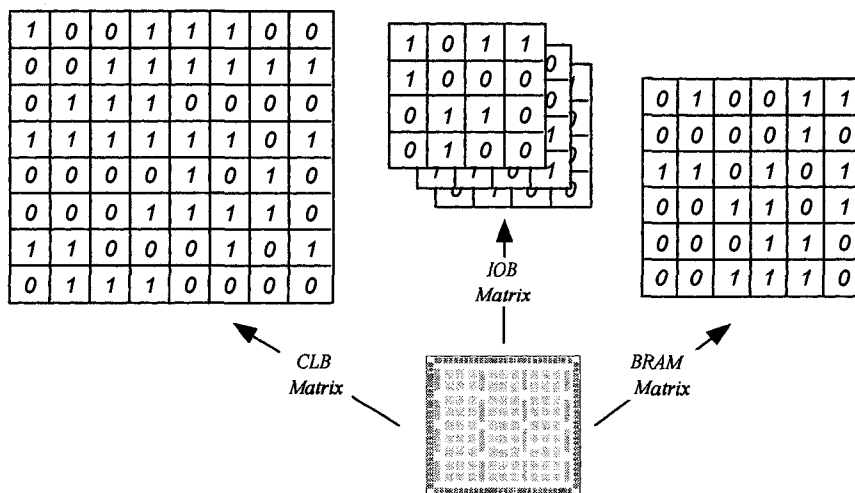 1 0 0 1 1 1 0 0
0 0 1 1 1 1 1 1
0 1 1 1 0 0 0 0
1 1 1 1 1 1 0 1
0 0 0 0 1 0 1 0
0 0 0 1 1 1 1 0
1 1 0 0 0 1 0 1
0 1 1 1 0 0 0 0
1 0 1 1
1 0 0 0
0 1 1 0
0 1 0 0
0 1 0 0 1 1
0 0 0 0 1 0
1 1 0 1 0 1
0 0 1 1 0 1
0 0 0 1 1 0
0 0 1 1 1 0
IOB
Matrix
CLB
Matrix
BRAM
Matrix